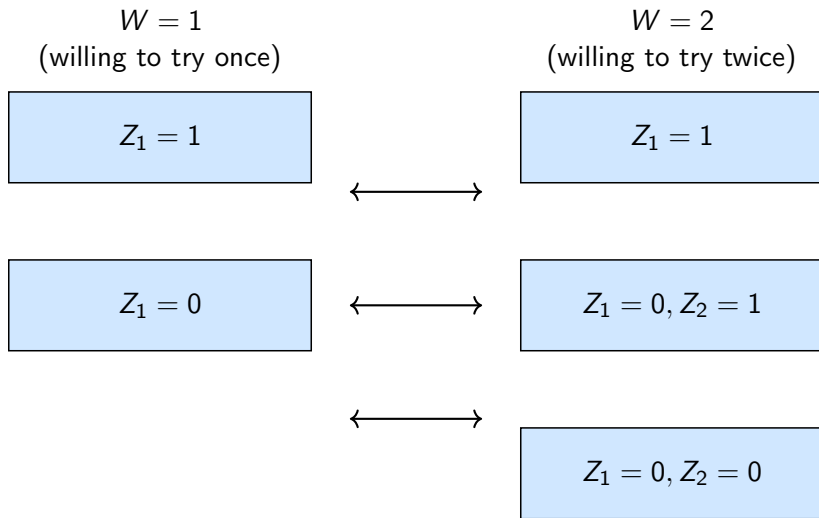 W = 1
(willing to try once)
Z₁ = 1
Z₁ = 0
W = 2
(willing to try twice)
Z₁ = 1
Z₁ = 0, Z₂ = 1
Z₁ = 0, Z₂ = 0